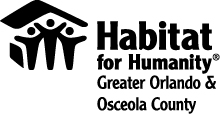 Habitat
for Humanity®
Greater Orlando &
Osceola County